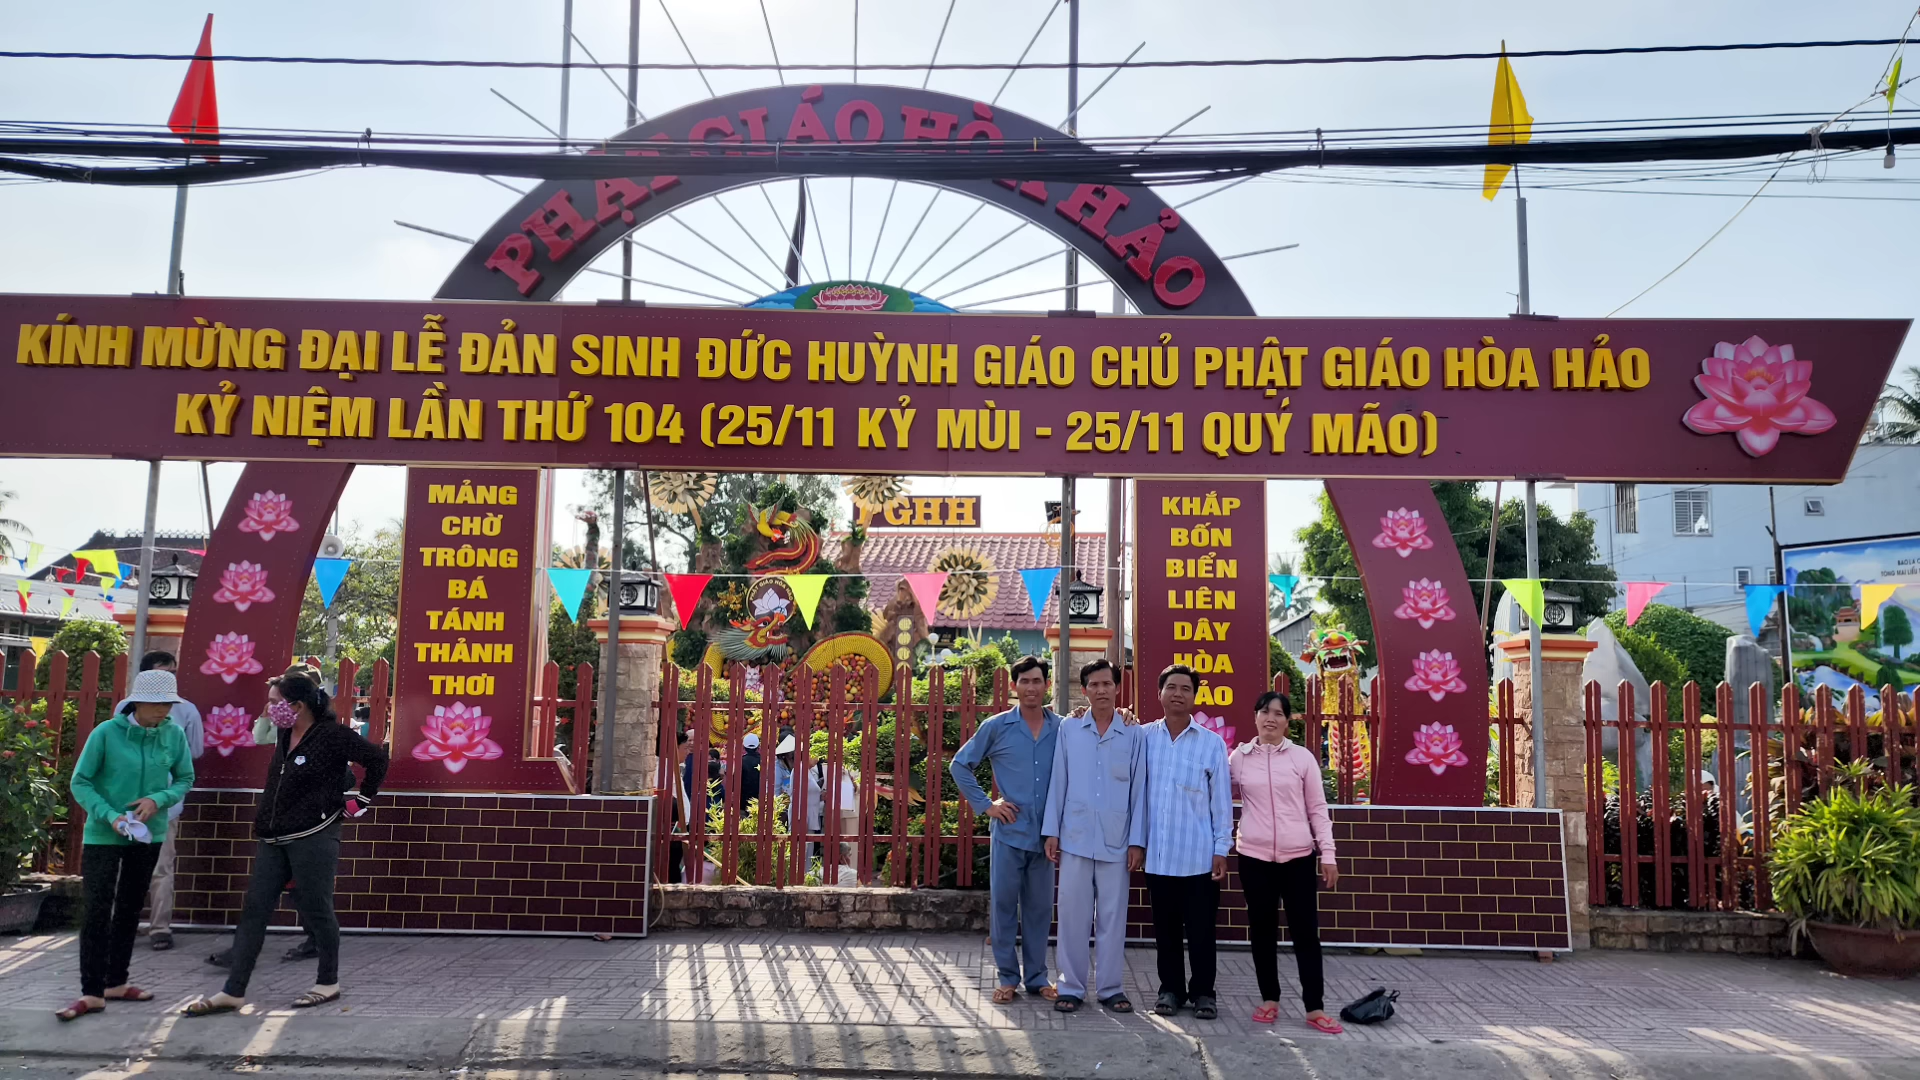 PHẬT GIÁO HÒA HẢO
KÍNH MỪNG ĐẠI LỄ ĐẢN SINH ĐỨC HUỲNH GIÁO CHỦ PHẬT GIÁO HÒA HẢO
KỶ NIỆM LẦN THỨ 104 (25/11 KỶ MÙI - 25/11 QUÝ MÃO)
MẢNG
CHỜ
TRÔNG
BÁ
TÁNH
THẢNH
THƠI
PGHH
KHẮP
BỐN
BIỂN
LIÊN
DÂY
HÒA
HẢO